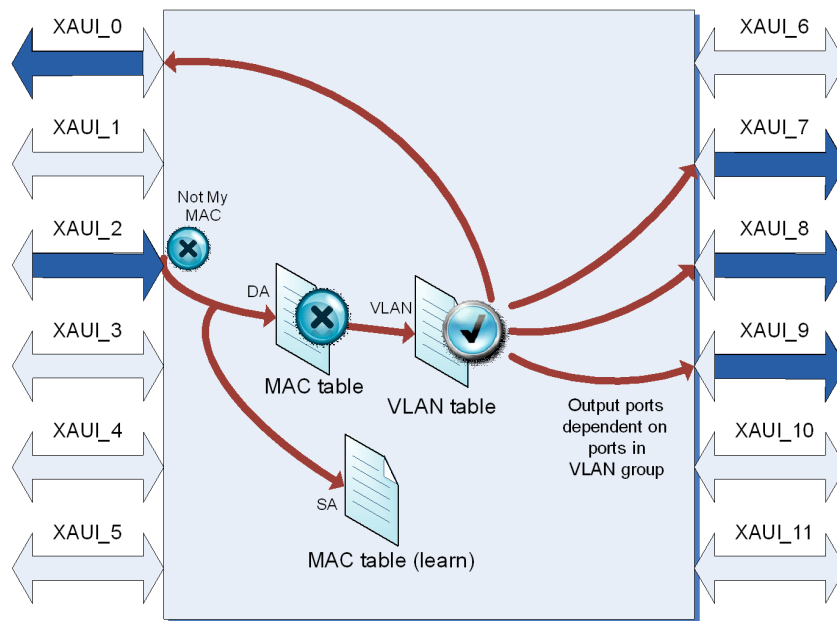 XAUI_0
XAUI_1
XAUI_2
XAUI_3
XAUI_4
XAUI_5
Not My
MAC
DA
MAC table
VLAN
VLAN table
SA
MAC table (learn)
Output ports
dependent on
ports in
VLAN group
XAUI_6
XAUI_7
XAUI_8
XAUI_9
XAUI_10
XAUI_11